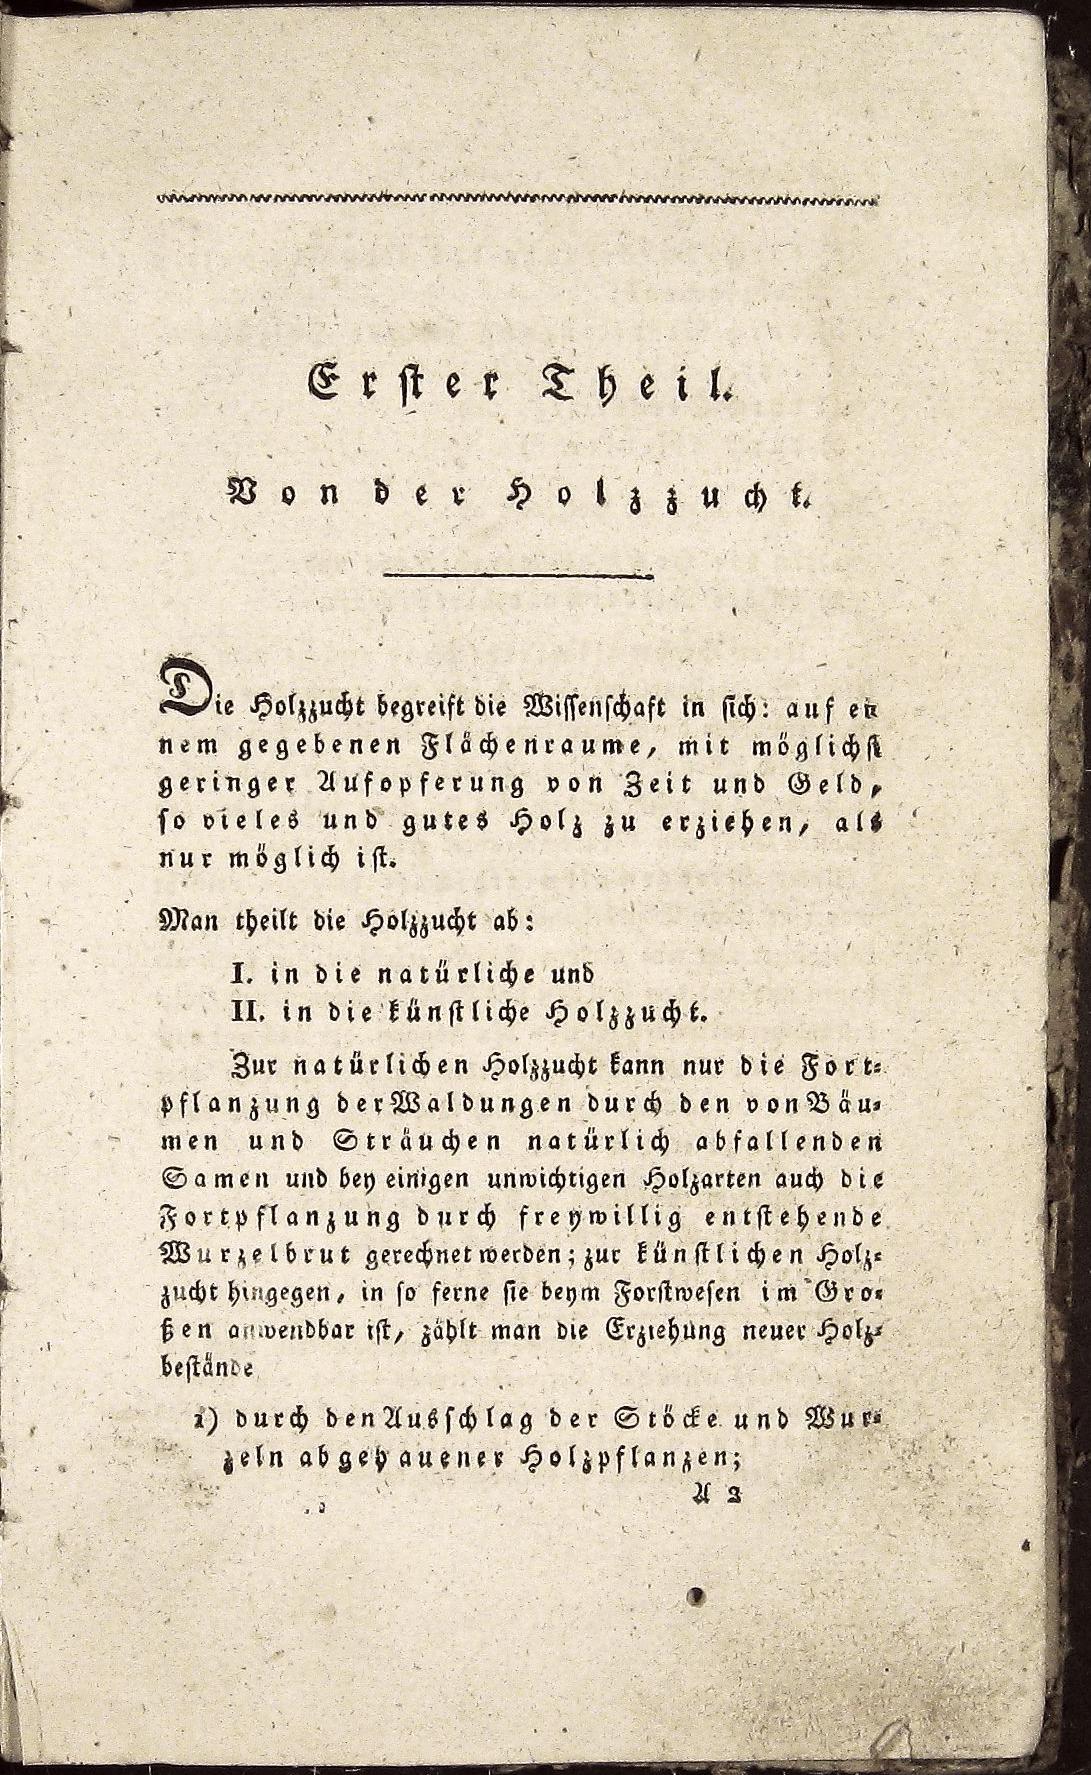 Erster Theil.
Von der Holzzucht.
Die Holzzucht begreift die Wissenschaft in sich: auf ei
nem gegebenen Flächenraume, mit möglichst
geringer Aufopferung von Zeit und Geld,
so vieles und gutes Holz zu erziehen, als
nur möglich ist.
Man theilt die Holzzucht ab:
I. in die natürliche und
II. in die künstliche Holzzucht.
Zur natürlichen Holzzucht kann nur die Fort-
pflanzung der Waldungen durch den von Bäu-
men und Sträuchen natürlich abfallenden
Samen und bey einigen unwichtigen Holzarten auch die
Fortpflanzung durch freywillig entstehende
Wurzelbrut gerechnet werden; zur künstlichen Holz-
zucht hingegen, in so ferne sie beym Forstwesen im Gro-
ßen anwendbar ist, zählt man die Erziehung neuer Holz-
bestände
1) durch den Ausschlag der Stöcke und Wur-
zeln abgehauener Holzpflanzen;
A 2